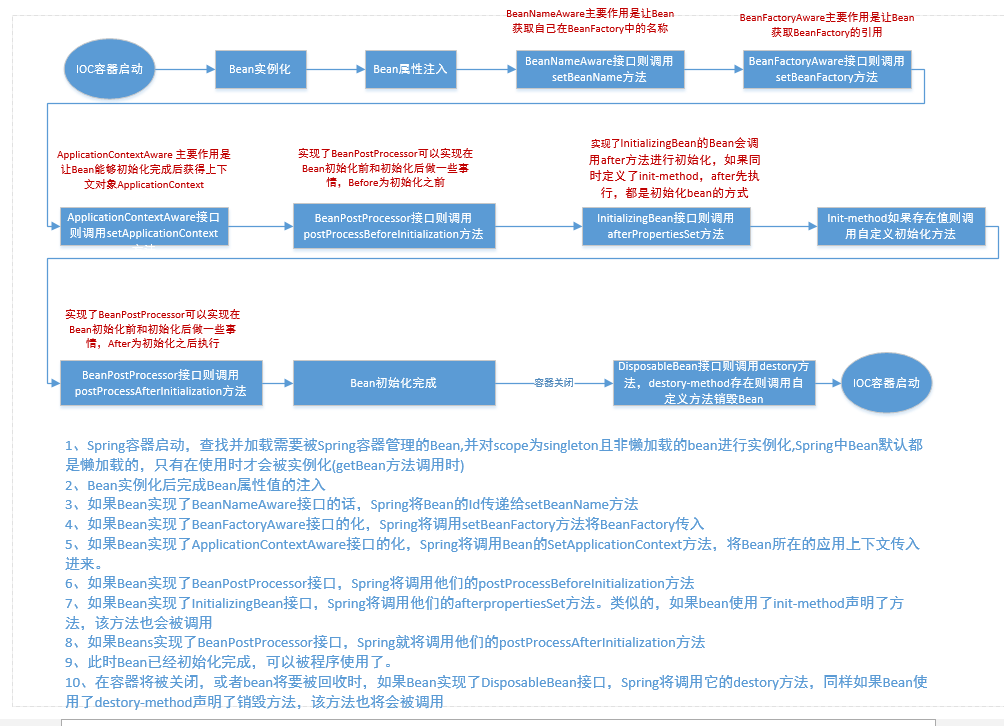 BeanNameAware主要作用是让Bean
获取自己在BeanFactory中的名称
BeanFactoryAware主要作用是让Bean
获取BeanFactory的引用
IOC容器启动
Bean实例化
Bean属性注入
BeanNameAware接口则调用
setBeanName方法
BeanFactoryAware接口则调用
setBeanFactory方法
ApplicationContextAware 主要作用是
让Bean能够初始化完成后获得上下
文对象ApplicationContext
实现了BeanPostProcessor可以实现在
Bean初始化前和初始化后做一些事
情，Before为初始化之前
实现了InitializingBean的Bean会调
用after方法进行初始化，如果同
时定义了init-method，after先执
行，都是初始化bean的方式
ApplicationContextAware接口
则调用setApplicationContext
BeanPostProcessor接口则调用
postProcessBeforeInitialization方法
InitializingBean接口则调用
afterPropertiesSet方法
Init-method如果存在值则调
用自定义初始化方法
实现了BeanPostProcessor可以实现在
Bean初始化前和初始化后做一些事
情，After为初始化之后执行
BeanPostProcessor接口则调用
postProcessAfterInitialization方法
Bean初始化完成
容器关闭
DisposableBean接口则调用destory方
法，destory-method存在则调用自
定义方法销毁Bean
IOC容器启动
1、Spring容器启动，查找并加载需要被Spring容器管理的Bean,并对scope为singleton且非懒加载的bean进行实例化,Spring中Bean默认都
是懒加载的，只有在使用时才会被实例化(getBean方法调用时)
2、Bean实例化后完成Bean属性值的注入
3、如果Bean实现了BeanNameAware接口的话，Spring将Bean的Id传递给setBeanName方法
4、如果Bean实现了BeanFactoryAware接口的化，Spring将调用setBeanFactory方法将BeanFactory传入
5、如果Bean实现了ApplicationContextAware接口的化，Spring将调用Bean的SetApplicationContext方法，将Bean所在的应用上下文传入
进来。
6、如果Bean实现了BeanPostProcessor接口，Spring将调用他们的postProcessBeforeInitialization方法
7、如果Bean实现了InitializingBean接口，Spring将调用他们的afterpropertiesSet方法。类似的，如果bean使用了init-method声明了方
法，该方法也会被调用
8、如果Beans实现了BeanPostProcessor接口，Spring就将调用他们的postProcessAfterInitialization方法
9、此时Bean已经初始化完成，可以被程序使用了。
10、在容器将被关闭，或者bean将要被回收时，如果Bean实现了DisposableBean接口，Spring将调用它的destory方法，同样如果Bean使
用了destory-method声明了销毁方法，该方法也将会被调用